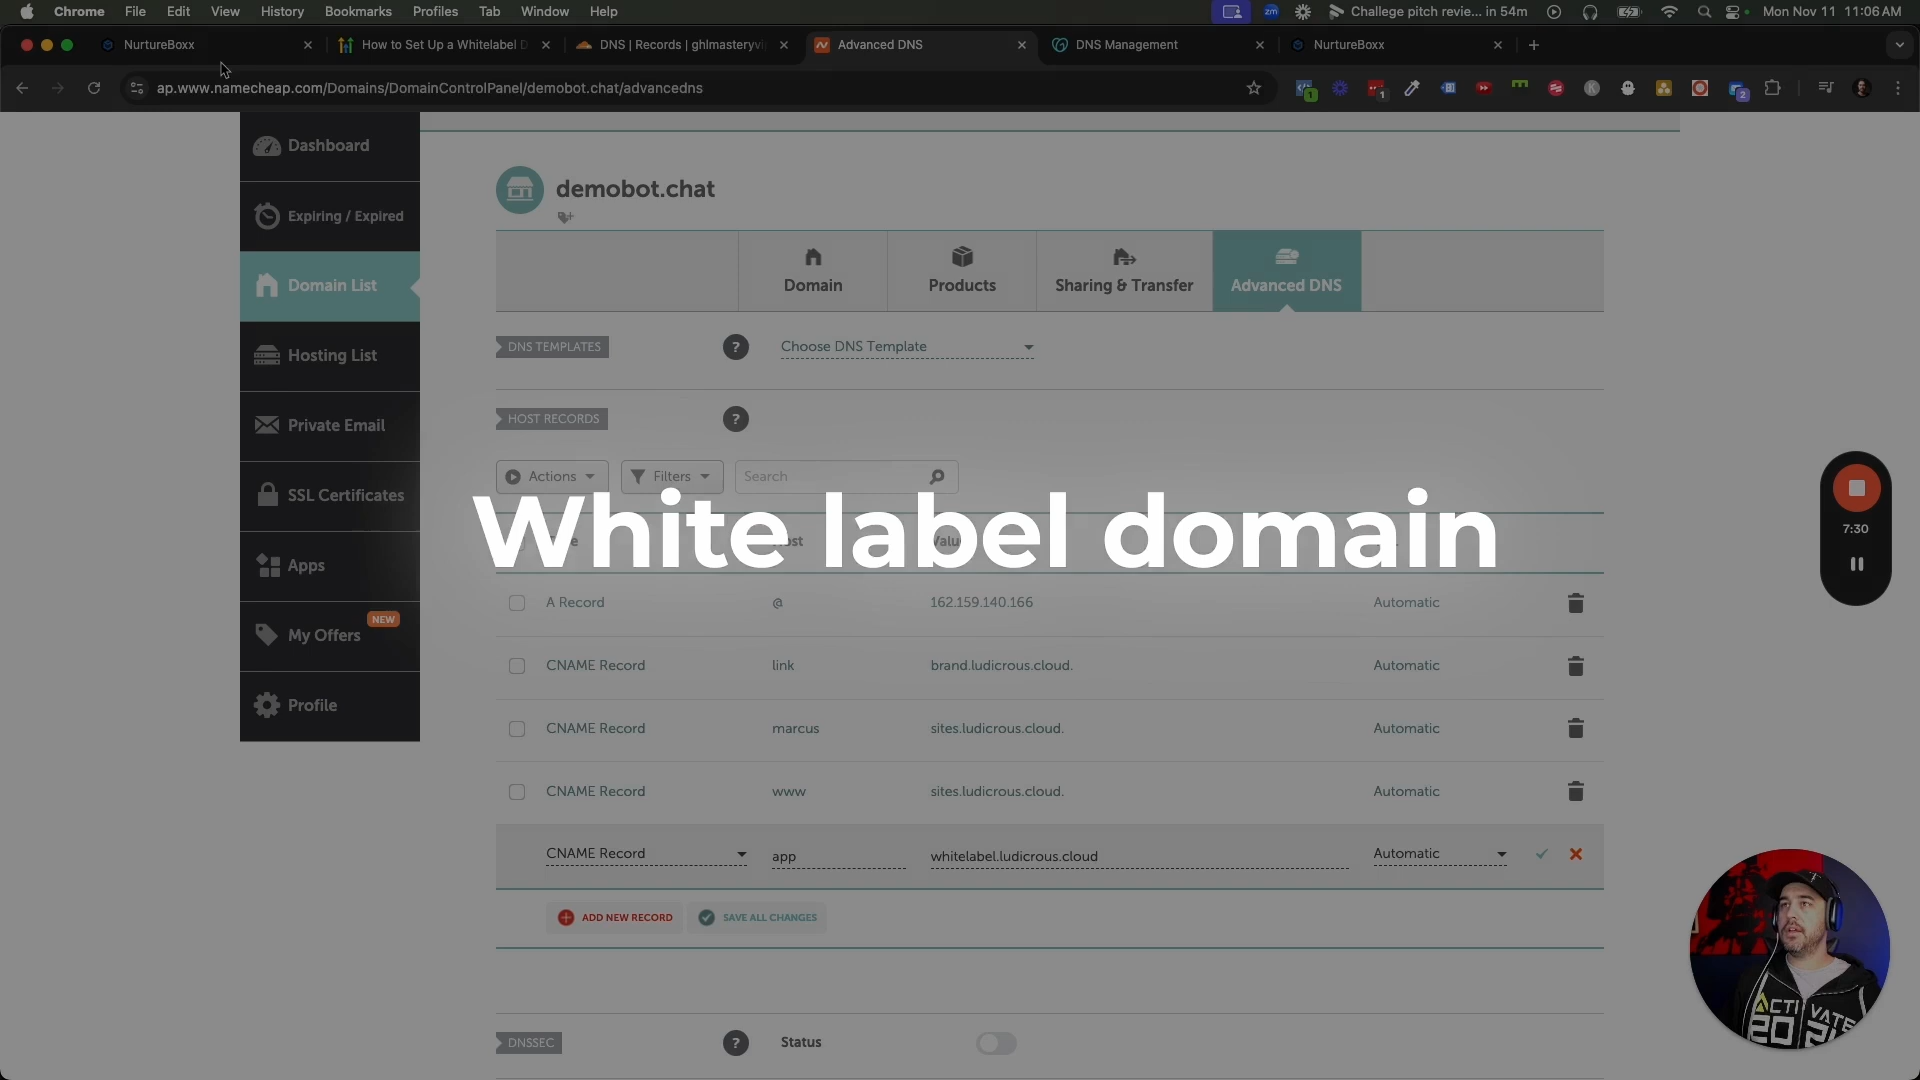 Chrome File Edit View History Bookmarks Profiles Tab Window Help
zm Challege pitch revie... in 54m Mon Nov 11 11:06 AM
NurtureBoxx How to Set Up a Whitelabel D DNS | Records | ghlmasteryvi Advanced DNS DNS Management NurtureBoxx
ap.www.namecheap.com/Domains/DomainControlPanel/demobot.chat/advancedns
1 1 K 2
Dashboard
Expiring / Expired
Domain List
Hosting List
Private Email
SSL Certificates
Apps
My Offers NEW
Profile
demobot.chat
Domain Products Sharing & Transfer Advanced DNS
DNS TEMPLATES ? Choose DNS Template
HOST RECORDS ?
Actions Filters Search
White label domain
A Record @ 162.159.140.166 Automatic
CNAME Record link brand.ludicrous.cloud. Automatic
CNAME Record marcus sites.ludicrous.cloud. Automatic
CNAME Record www sites.ludicrous.cloud. Automatic
CNAME Record app whitelabel.ludicrous.cloud Automatic
ADD NEW RECORD SAVE ALL CHANGES
DNSSEC ? Status
7:30
ACTIVATE